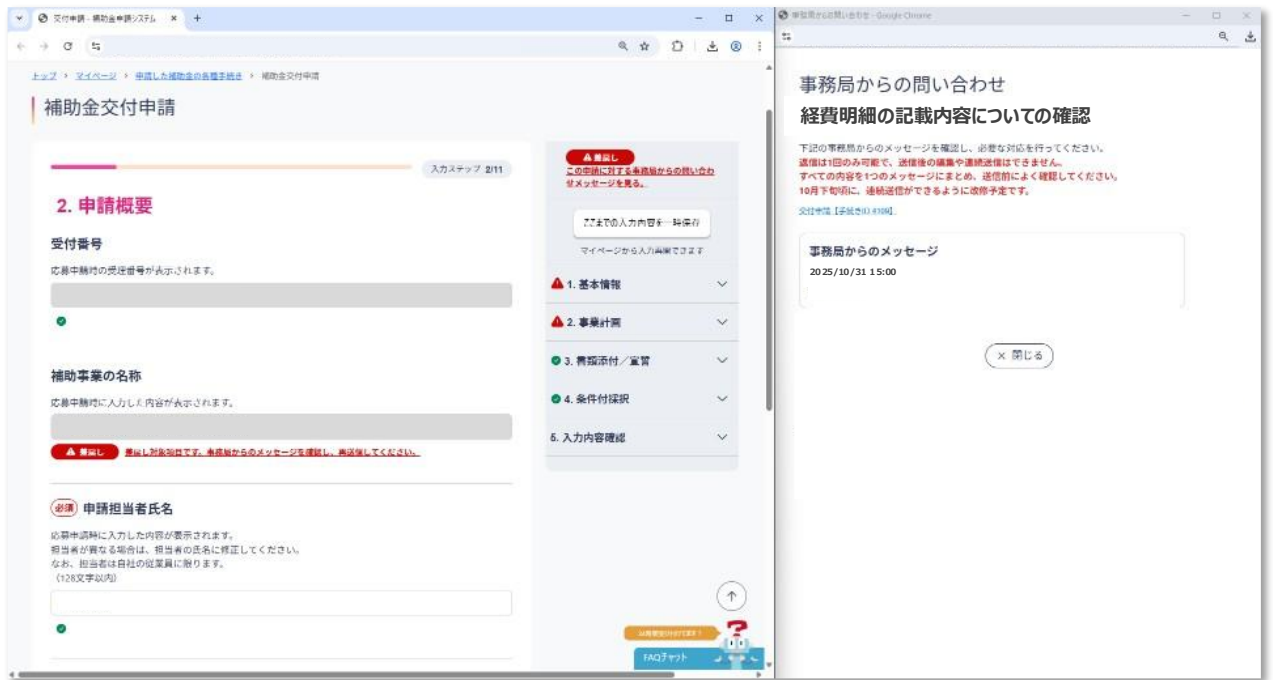 交付申請 - 補助金申請システム
トップ › マイページ › 申請した補助金の各種手続き › 補助金交付申請
補助金交付申請
入力ステップ 2/11
2. 申請概要
受付番号
応募申請時の受理番号が表示されます。
補助事業の名称
応募申請時に入力した内容が表示されます。
差戻し 差戻し対象項目です。事務局からのメッセージを確認し、再送信してください。
必須 申請担当者氏名
応募申請時に入力した内容が表示されます。
担当者が異なる場合は、担当者の氏名に修正してください。
なお、担当者は自社の従業員に限ります。
（128文字以内）
差戻し
この申請に対する事務局からの問い合わ
せメッセージを見る。
ここまでの入力内容を一時保存
マイページから入力再開できます
1. 基本情報
2. 事業計画
3. 書類添付／宣誓
4. 条件付採択
5. 入力内容確認
FAQチャット
事務局からの問い合わせ - Google Chrome
事務局からの問い合わせ
経費明細の記載内容についての確認
下記の事務局からのメッセージを確認し、必要な対応を行ってください。
返信は1回のみ可能で、送信後の編集や連続送信はできません。
すべての内容を1つのメッセージにまとめ、送信前によく確認してください。
10月下旬頃に、連続送信ができるように改修予定です。
事務局からのメッセージ
2025/10/31 15:00
× 閉じる